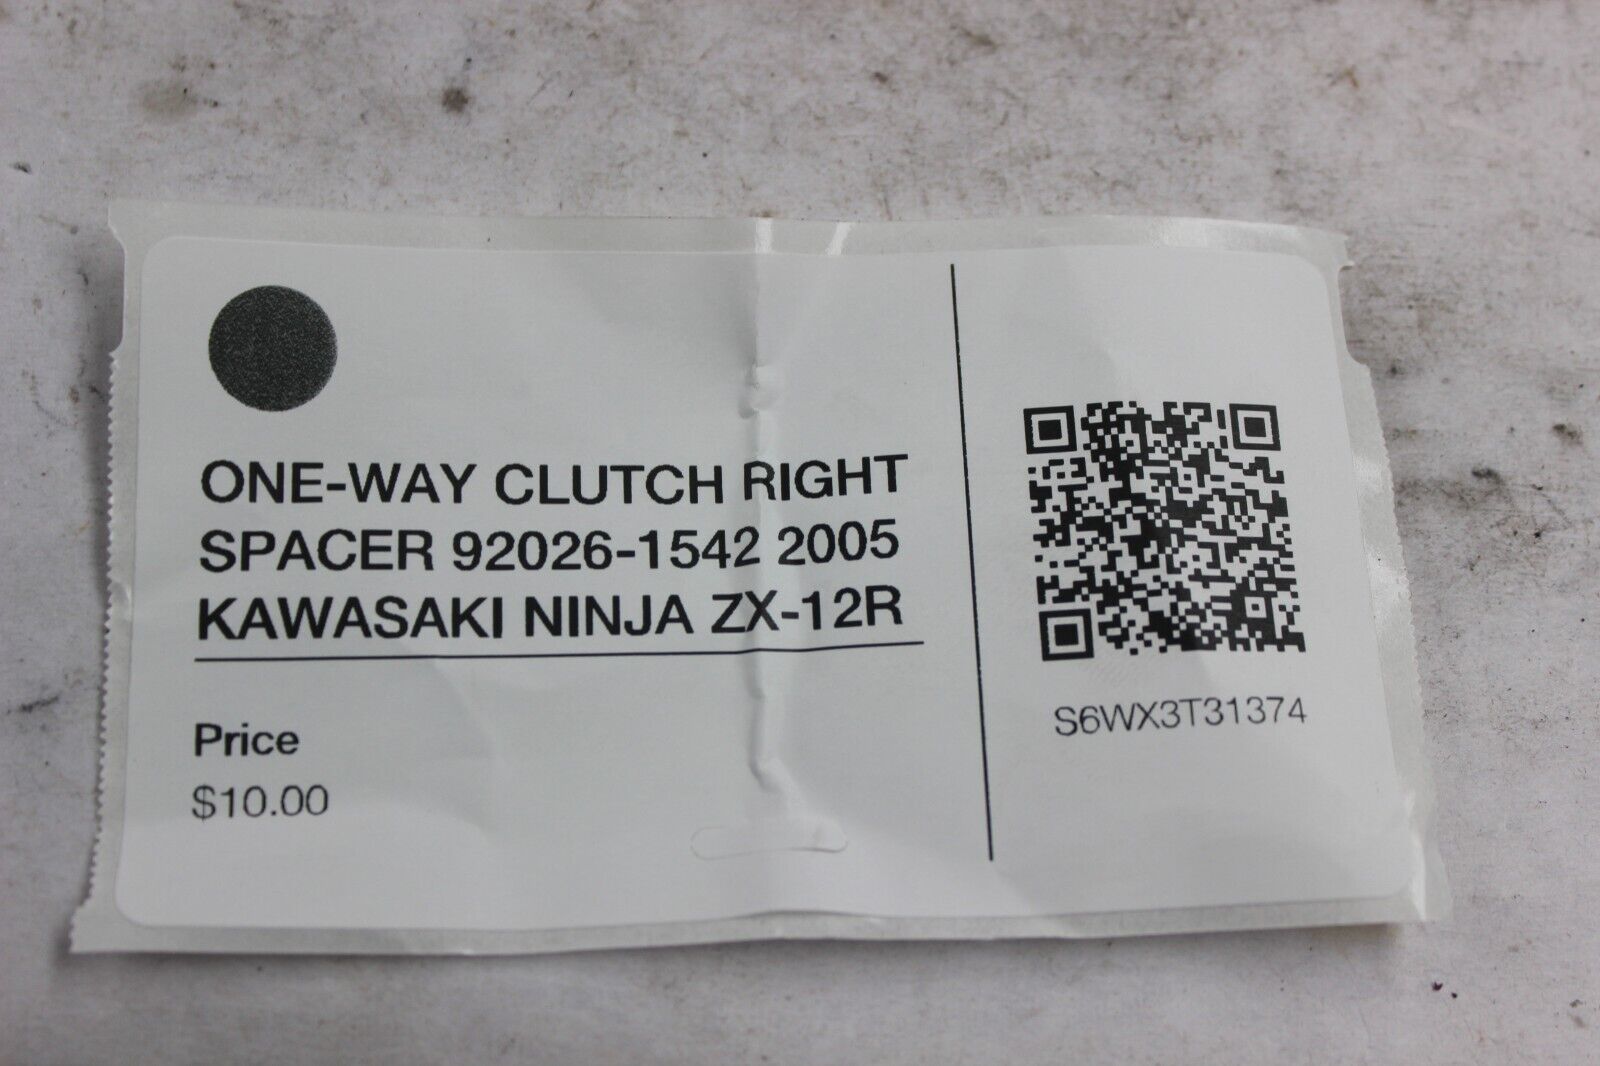 ONE-WAY CLUTCH RIGHT
SPACER 92026-1542 2005
KAWASAKI NINJA ZX-12R
Price
$10.00
S6WX3T31374